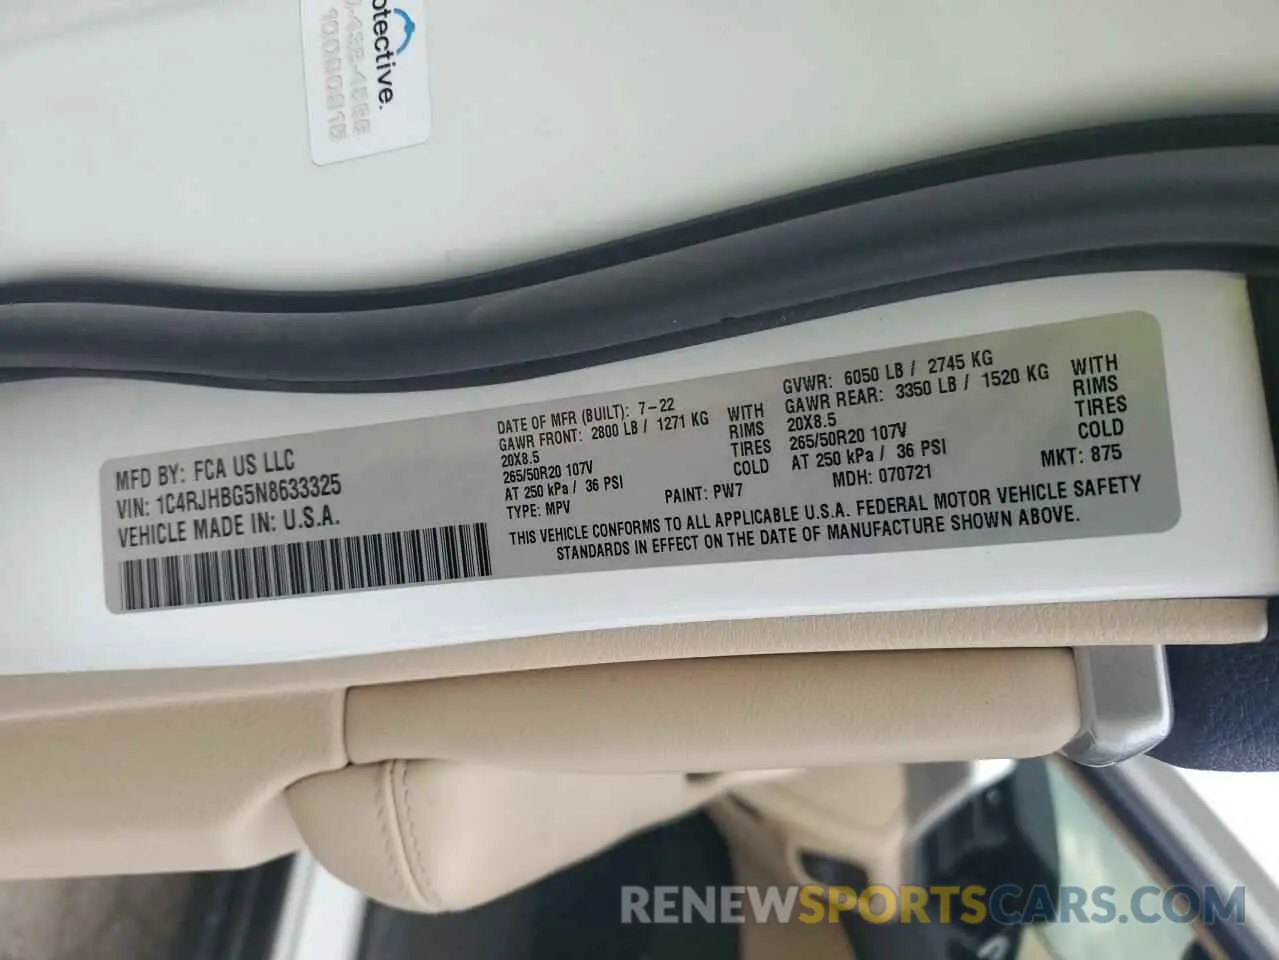 otective.
10090915
MFD BY: FCA US LLC
VIN: 1C4RJHBG5N8633325
VEHICLE MADE IN: U.S.A.
DATE OF MFR (BUILT): 7-22
GAWR FRONT: 2800 LB / 1271 KG WITH
20X8.5 RIMS
265/50R20 107V TIRES
AT 250 kPa / 36 PSI COLD
TYPE: MPV
PAINT: PW7
GVWR: 6050 LB / 2745 KG
GAWR REAR: 3350 LB / 1520 KG WITH
20X8.5 RIMS
265/50R20 107V TIRES
AT 250 kPa / 36 PSI COLD
MDH: 070721
MKT: 875
THIS VEHICLE CONFORMS TO ALL APPLICABLE U.S.A. FEDERAL MOTOR VEHICLE SAFETY
STANDARDS IN EFFECT ON THE DATE OF MANUFACTURE SHOWN ABOVE.
RENEWSPORTSCARS.COM